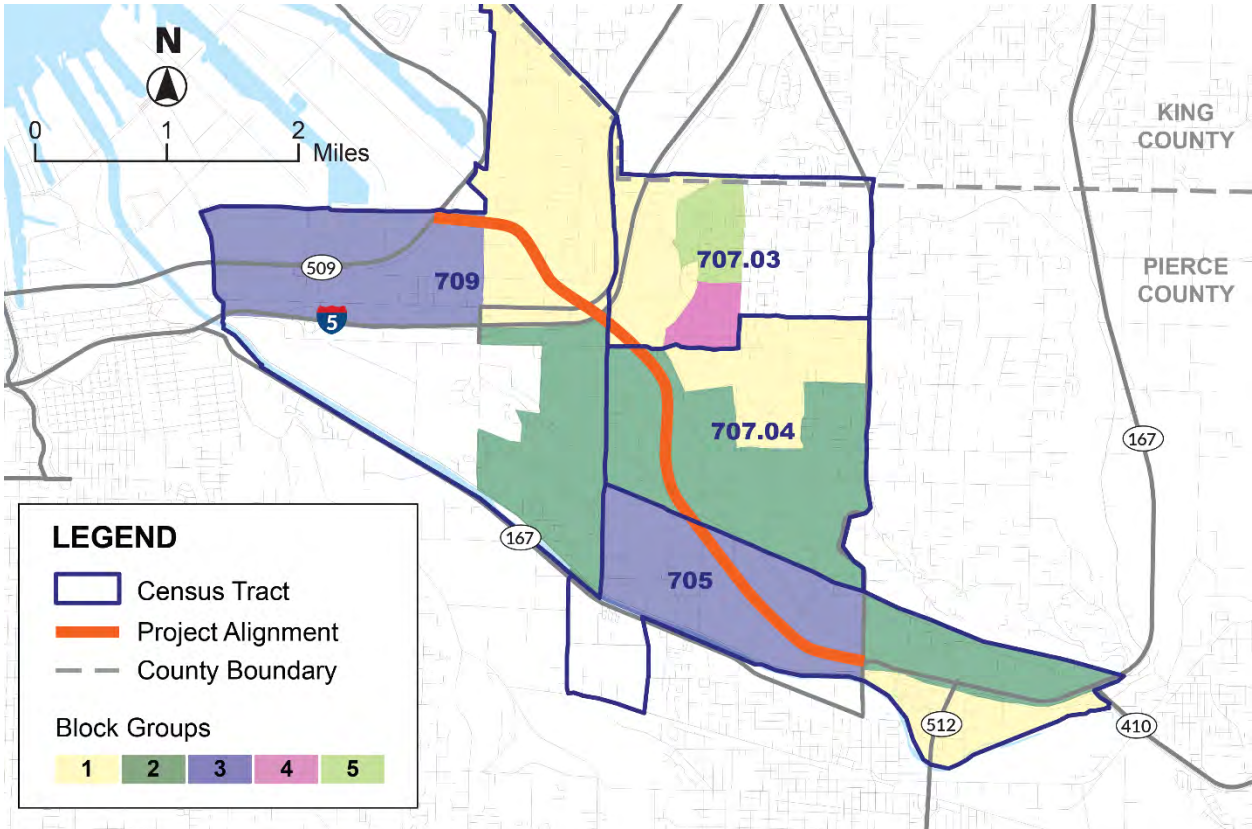 N
0 1 2
Miles
KING
COUNTY
PIERCE
COUNTY
707.03
509
709
5
707.04
167
167
705
512
410
LEGEND
Census Tract
Project Alignment
County Boundary
Block Groups
1 2 3 4 5